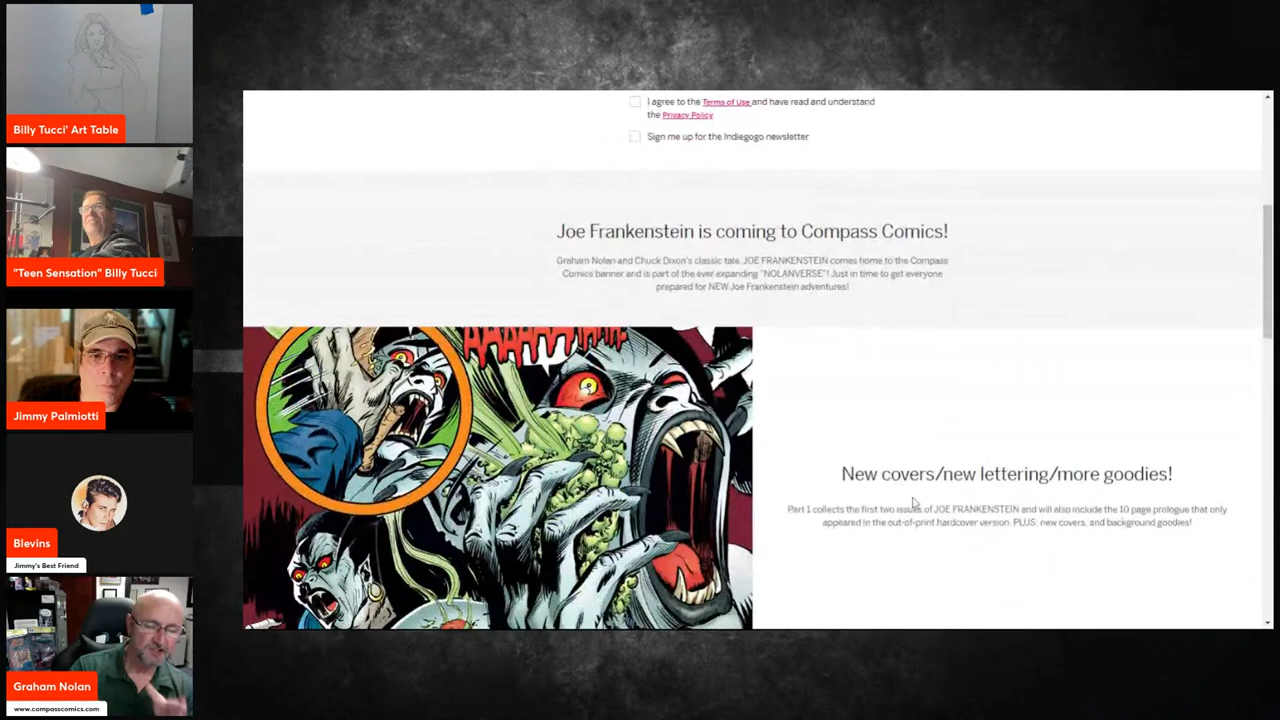 Billy Tucci' Art Table
"Teen Sensation" Billy Tucci
Jimmy Palmiotti
Blevins
Jimmy's Best Friend
Graham Nolan
www.compasscomics.com
I agree to the Terms of Use and have read and understand
the Privacy Policy
Sign me up for the Indiegogo newsletter
Joe Frankenstein is coming to Compass Comics!
Graham Nolan and Chuck Dixon's classic tale, JOE FRANKENSTEIN comes home to the Compass
Comics banner and is part of the ever expanding "NOLANVERSE"! Just in time to get everyone
prepared for NEW Joe Frankenstein adventures!
New covers/new lettering/more goodies!
Part 1 collects the first two issues of JOE FRANKENSTEIN and will also include the 10 page prologue that only
appeared in the out-of-print hardcover version. PLUS, new covers, and background goodies!